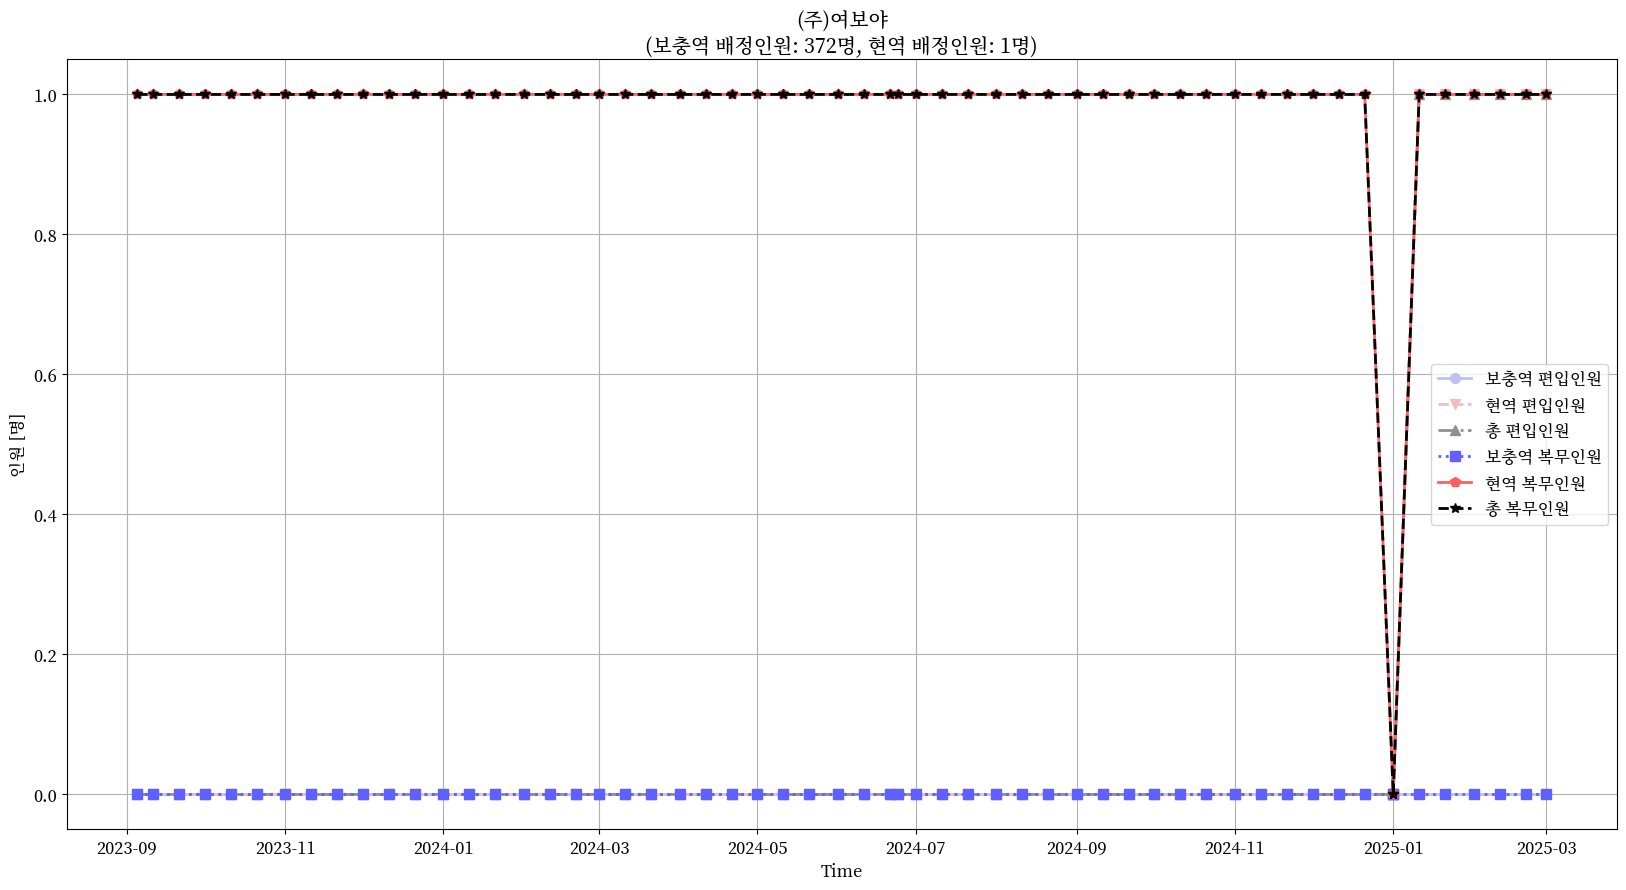 (주)여보야
(보충역 배정인원: 372명, 현역 배정인원: 1명)
인원 [명]
1.0
0.8
0.6
0.4
0.2
0.0
보충역 편입인원
현역 편입인원
총 편입인원
보충역 복무인원
현역 복무인원
총 복무인원
2023-09 2023-11 2024-01 2024-03 2024-05 2024-07 2024-09 2024-11 2025-01 2025-03
Time